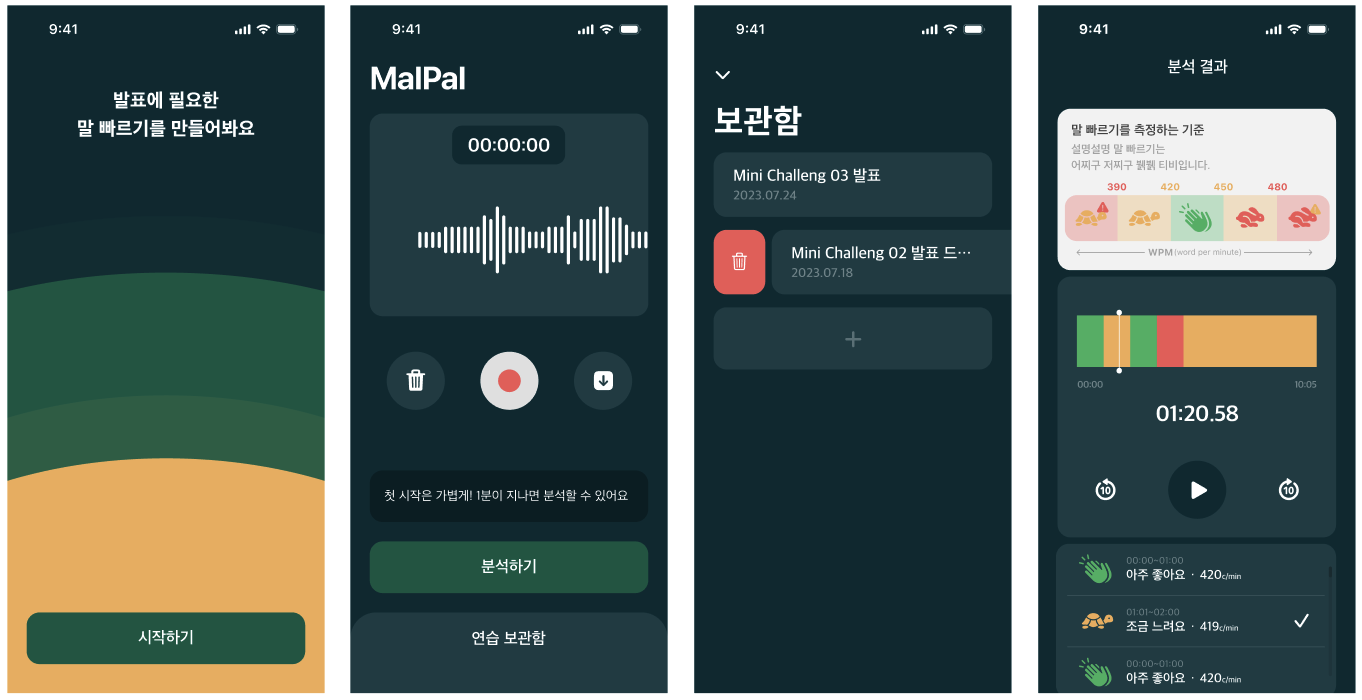 9:41
발표에 필요한
말 빠르기를 만들어봐요
시작하기
9:41
MalPal
00:00:00
첫 시작은 가볍게! 1분이 지나면 분석할 수 있어요
분석하기
연습 보관함
9:41
보관함
Mini Challeng 03 발표
2023.07.24
Mini Challeng 02 발표 드…
2023.07.18
9:41
분석 결과
말 빠르기를 측정하는 기준
설명설명 말 빠르기는
어찌구 저찌구 뷁뷁 티비입니다.
390 420 450 480
WPM(word per minute)
00:00 10:05
01:20.58
10 10
00:00~01:00
아주 좋아요 · 420c/min
01:01~02:00
조금 느려요 · 419c/min
00:00~01:00
아주 좋아요 · 420c/min